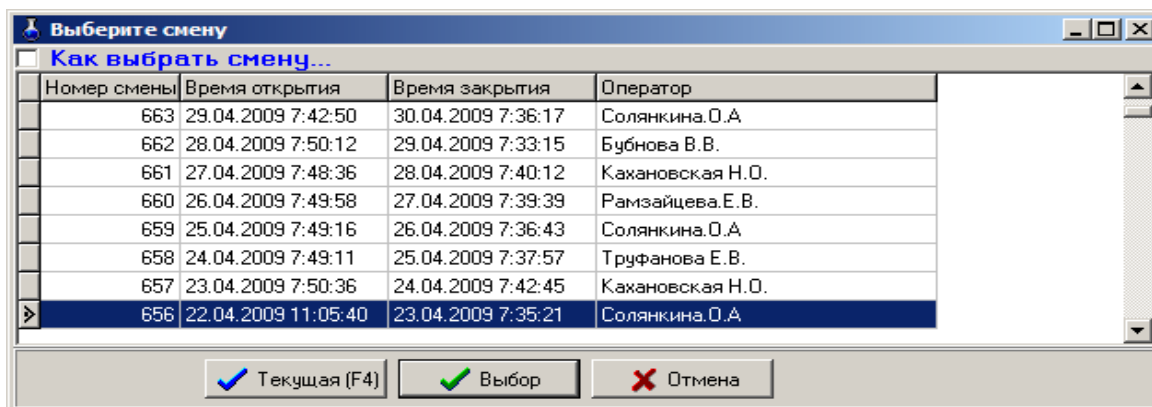 Выберите смену
Как выбрать смену...
Номер смены Время открытия Время закрытия Оператор
663 29.04.2009 7:42:50 30.04.2009 7:36:17 Солянкина.О.А
662 28.04.2009 7:50:12 29.04.2009 7:33:15 Бубнова В.В.
661 27.04.2009 7:48:36 28.04.2009 7:40:12 Кахановская Н.О.
660 26.04.2009 7:49:58 27.04.2009 7:39:39 Рамзайцева.Е.В.
659 25.04.2009 7:49:16 26.04.2009 7:36:43 Солянкина.О.А
658 24.04.2009 7:49:11 25.04.2009 7:37:57 Труфанова Е.В.
657 23.04.2009 7:50:36 24.04.2009 7:42:45 Кахановская Н.О.
656 22.04.2009 11:05:40 23.04.2009 7:35:21 Солянкина.О.А
Текущая (F4) Выбор Отмена